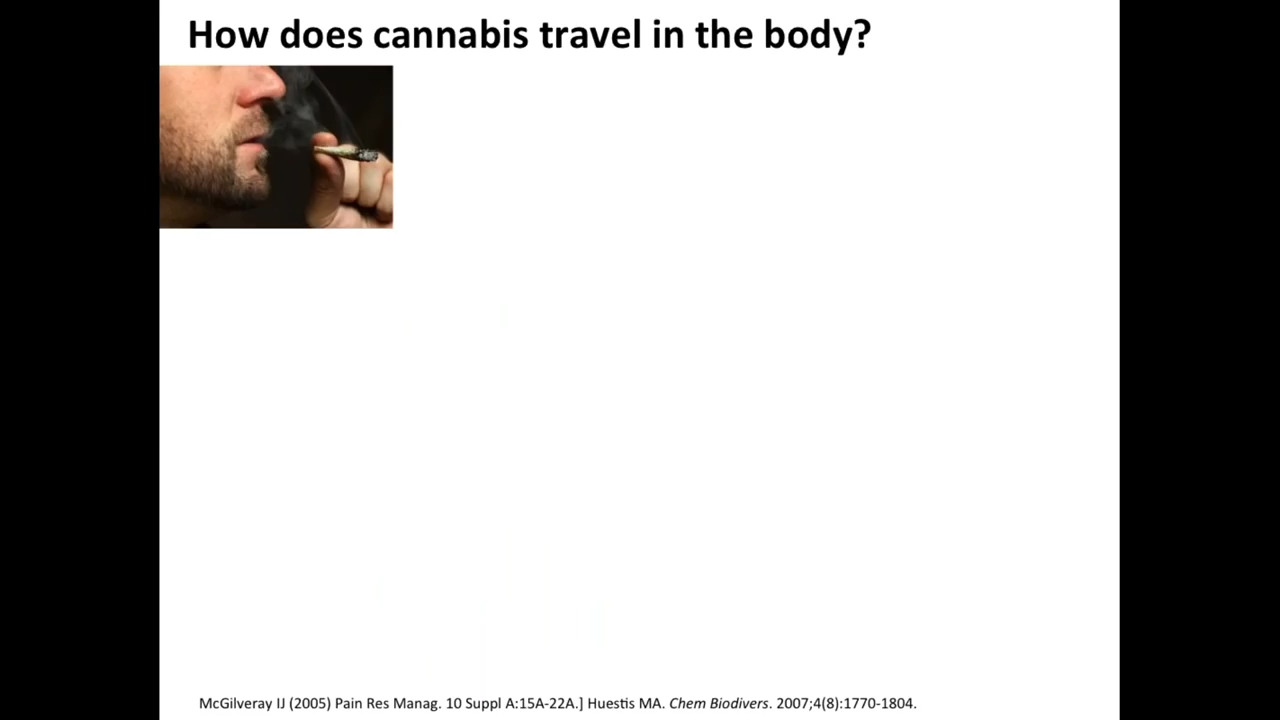 How does cannabis travel in the body?
McGilveray IJ (2005) Pain Res Manag. 10 Suppl A:15A-22A.] Huestis MA. Chem Biodivers. 2007;4(8):1770-1804.